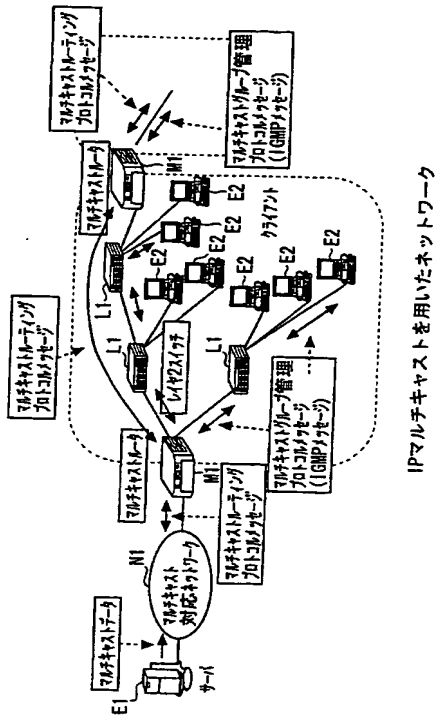 マルチキャストデータ
E1
サーバ
N1
マルチキャスト
対応ネットワーク
マルチキャストルーティング
プロトコルメッセージ
マルチキャストルータ
M1
マルチキャストルーティング
プロトコルメッセージ
レイヤ2スイッチ
L1
L1
L1
マルチキャストグループ管理
プロトコルメッセージ
(IGMPメッセージ)
E2
E2
E2
E2
E2
E2
E2
クライアント
マルチキャストルータ
M1
マルチキャストルーティング
プロトコルメッセージ
マルチキャストグループ管理
プロトコルメッセージ
(IGMPメッセージ)
IPマルチキャストを用いたネットワーク